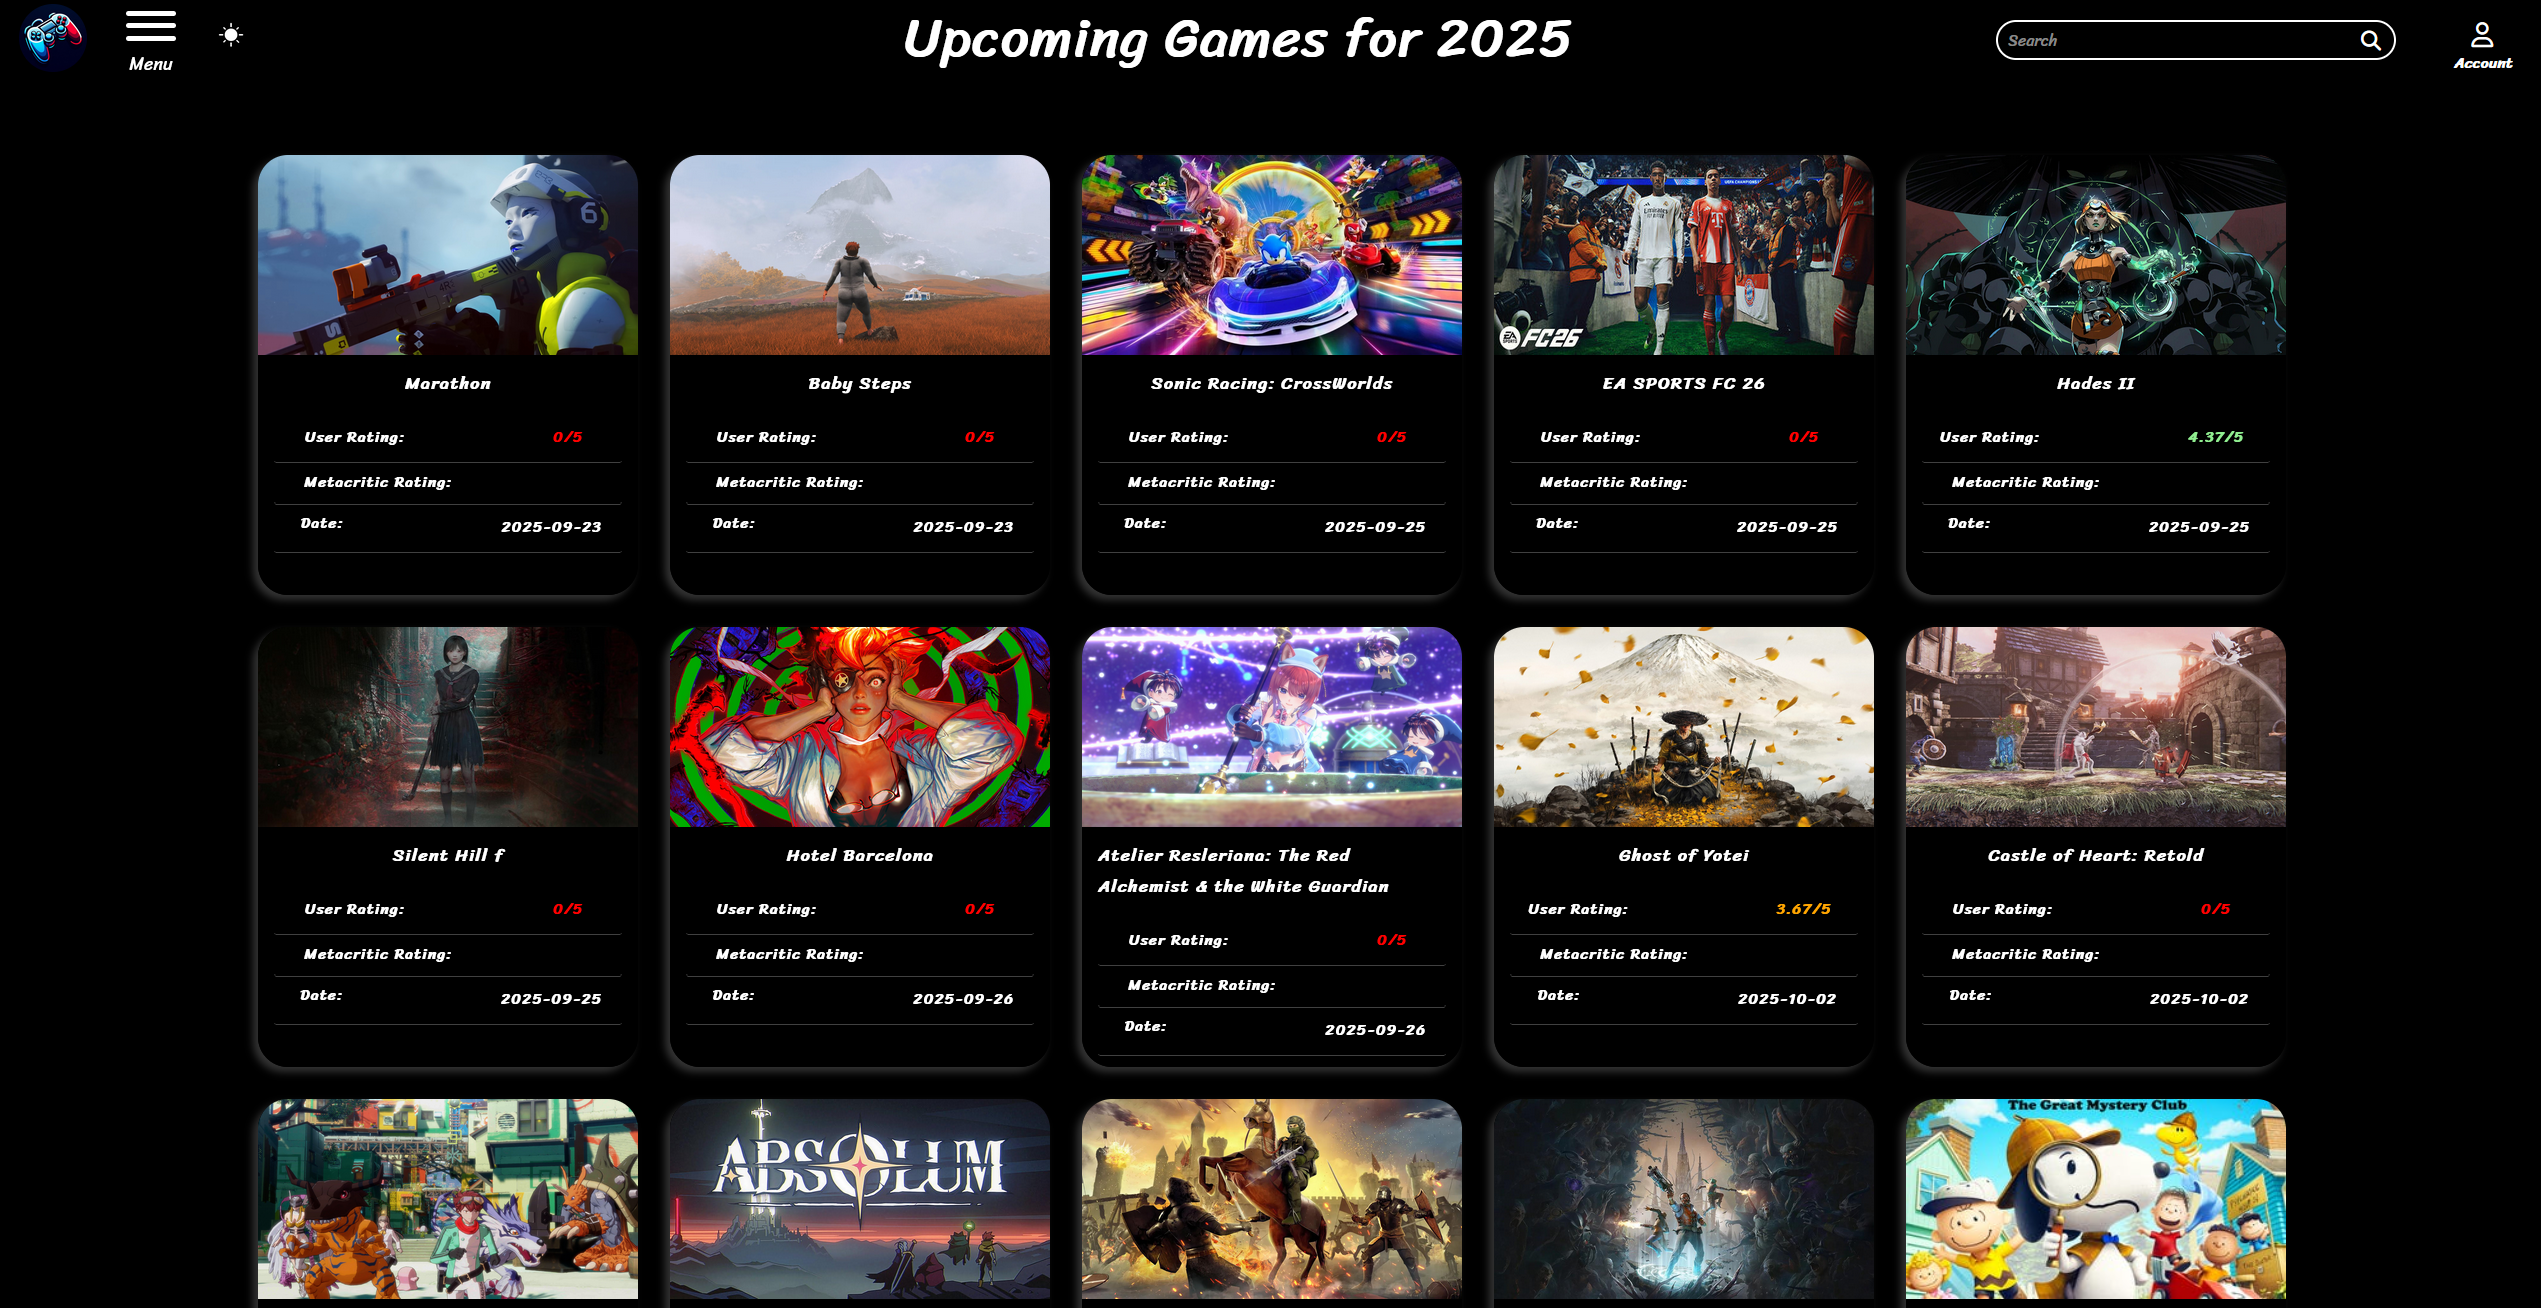 Menu
Upcoming Games for 2025
Search
Account
EA SPORTS FC26
Marathon
Baby Steps
Sonic Racing: CrossWorlds
EA SPORTS FC 26
Hades II
User Rating: 0/5
User Rating: 0/5
User Rating: 0/5
User Rating: 0/5
User Rating: 4.37/5
Metacritic Rating:
Metacritic Rating:
Metacritic Rating:
Metacritic Rating:
Metacritic Rating:
Date: 2025-09-23
Date: 2025-09-23
Date: 2025-09-25
Date: 2025-09-25
Date: 2025-09-25
Silent Hill f
Hotel Barcelona
Atelier Resleriana: The Red
Alchemist & the White Guardian
Ghost of Yotei
Castle of Heart: Retold
User Rating: 0/5
User Rating: 0/5
User Rating: 0/5
User Rating: 3.67/5
User Rating: 0/5
Metacritic Rating:
Metacritic Rating:
Metacritic Rating:
Metacritic Rating:
Metacritic Rating:
Date: 2025-09-25
Date: 2025-09-26
Date: 2025-09-26
Date: 2025-10-02
Date: 2025-10-02
ABSOLUM
The Great Mystery Club